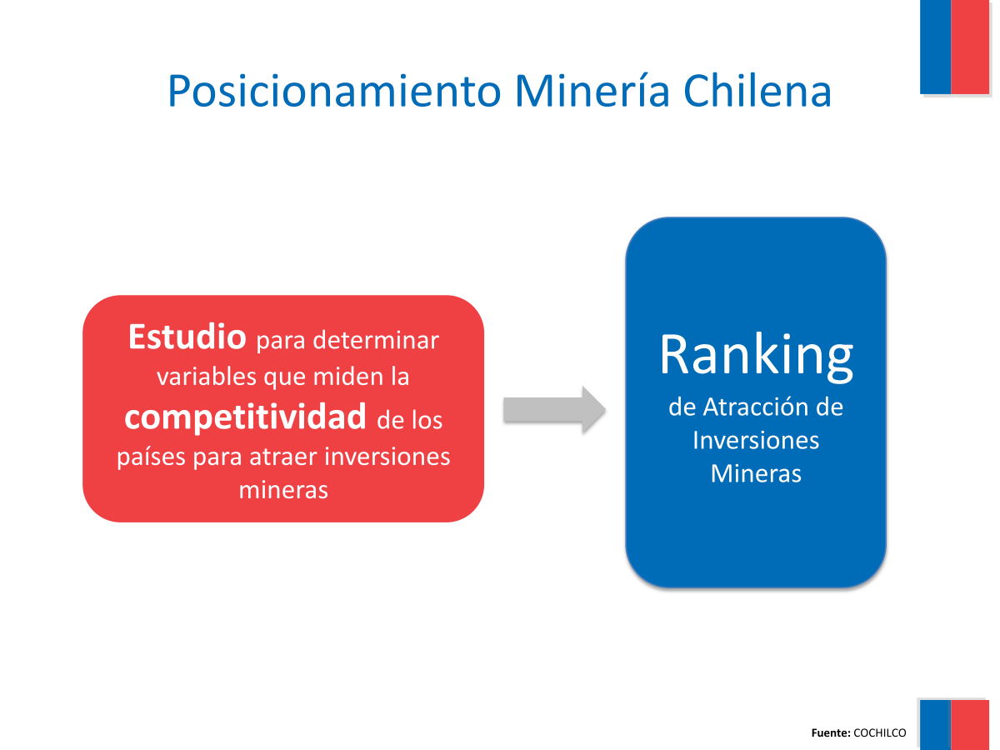 Posicionamiento Minería Chilena
Estudio para determinar
variables que miden la
competitividad de los
países para atraer inversiones
mineras
Ranking
de Atracción de
Inversiones
Mineras
Fuente: COCHILCO